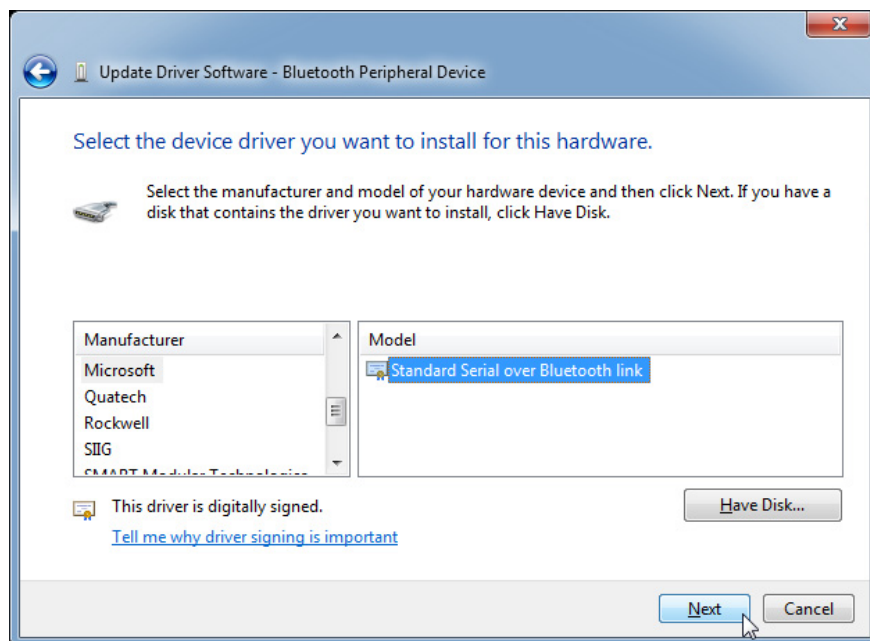 Update Driver Software - Bluetooth Peripheral Device
Select the device driver you want to install for this hardware.
Select the manufacturer and model of your hardware device and then click Next. If you have a
disk that contains the driver you want to install, click Have Disk.
Manufacturer
Microsoft
Quatech
Rockwell
SIIG
SMART Modular Technologies
Model
Standard Serial over Bluetooth link
This driver is digitally signed.
Have Disk...
Tell me why driver signing is important
Next
Cancel